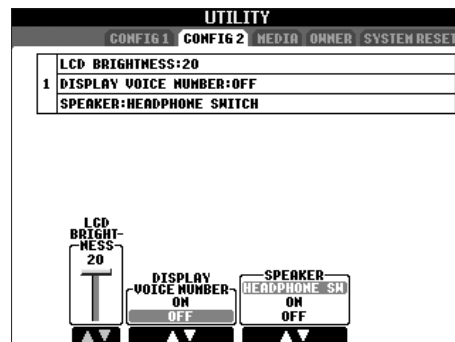 UTILITY
CONFIG 1 CONFIG 2 MEDIA OWNER SYSTEM RESET
LCD BRIGHTNESS:20
1 DISPLAY VOICE NUMBER:OFF
SPEAKER:HEADPHONE SWITCH
LCD
BRIGHT-
NESS
20
DISPLAY
VOICE NUMBER
ON
OFF
SPEAKER
HEADPHONE SW
ON
OFF